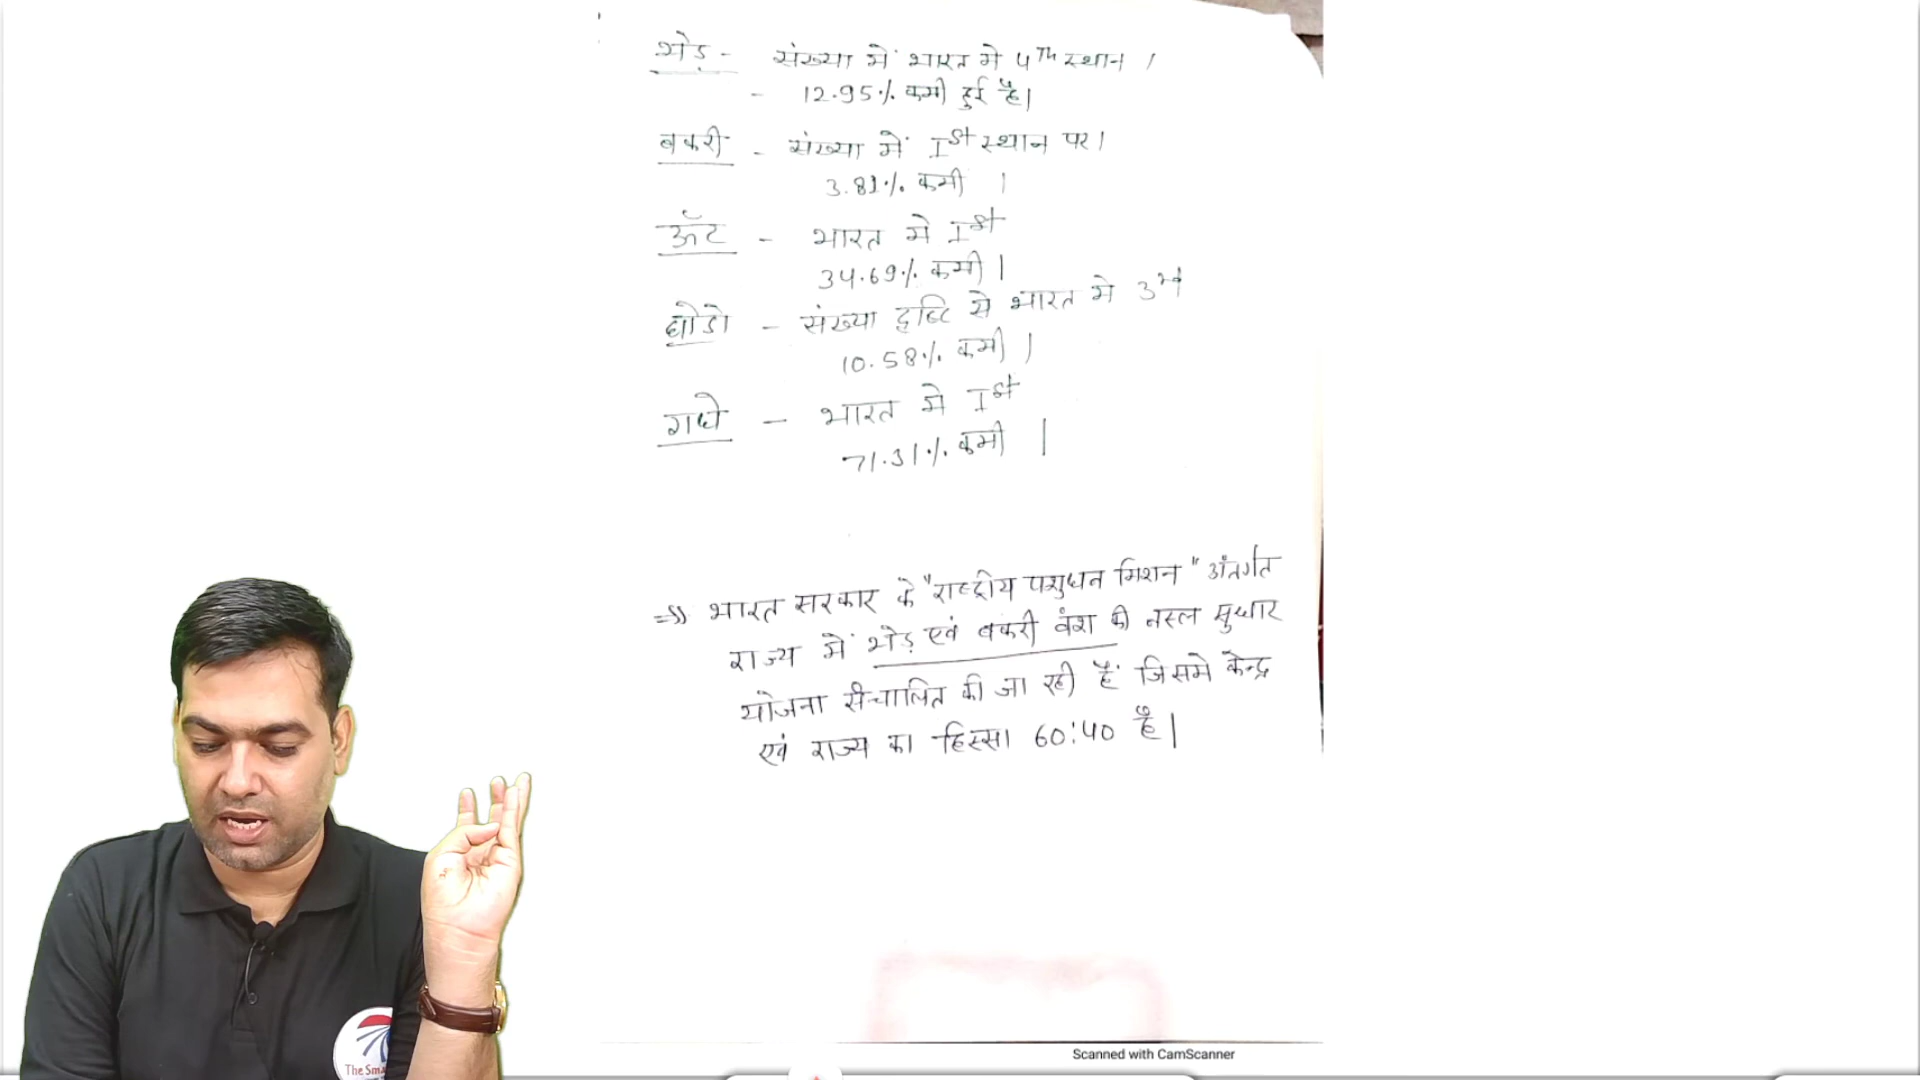 भेड़ - संख्या में भारत मे 4Th स्थान ।
- 12.95% कमी हुई है।
बकरी - संख्या में Ist स्थान पर।
3.81% कमी ।
ऊँट - भारत मे Ist
34.69% कमी ।
घोडो - संख्या दृष्टि से भारत मे 3rd
10.58% कमी ।
गधे - भारत मे Ist
71.31% कमी ।
=>> भारत सरकार के "राष्ट्रीय पशुधन मिशन" अंतर्गत
राज्य में भेड़ एवं बकरी वंश की नस्ल सुधार
योजना संचालित की जा रही हैं जिसमे केन्द्र
एवं राज्य का हिस्सा 60:40 है।
The Sma
Scanned with CamScanner